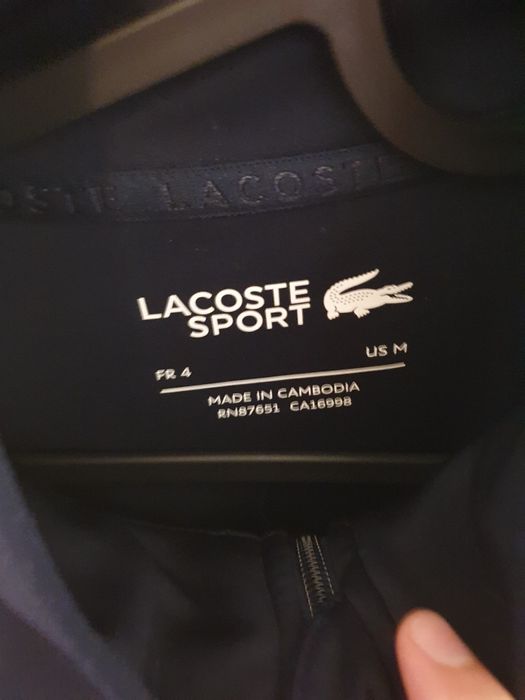 LACOSTE
LACOSTE
SPORT
FR 4
US M
MADE IN CAMBODIA
RN87651 CA16998